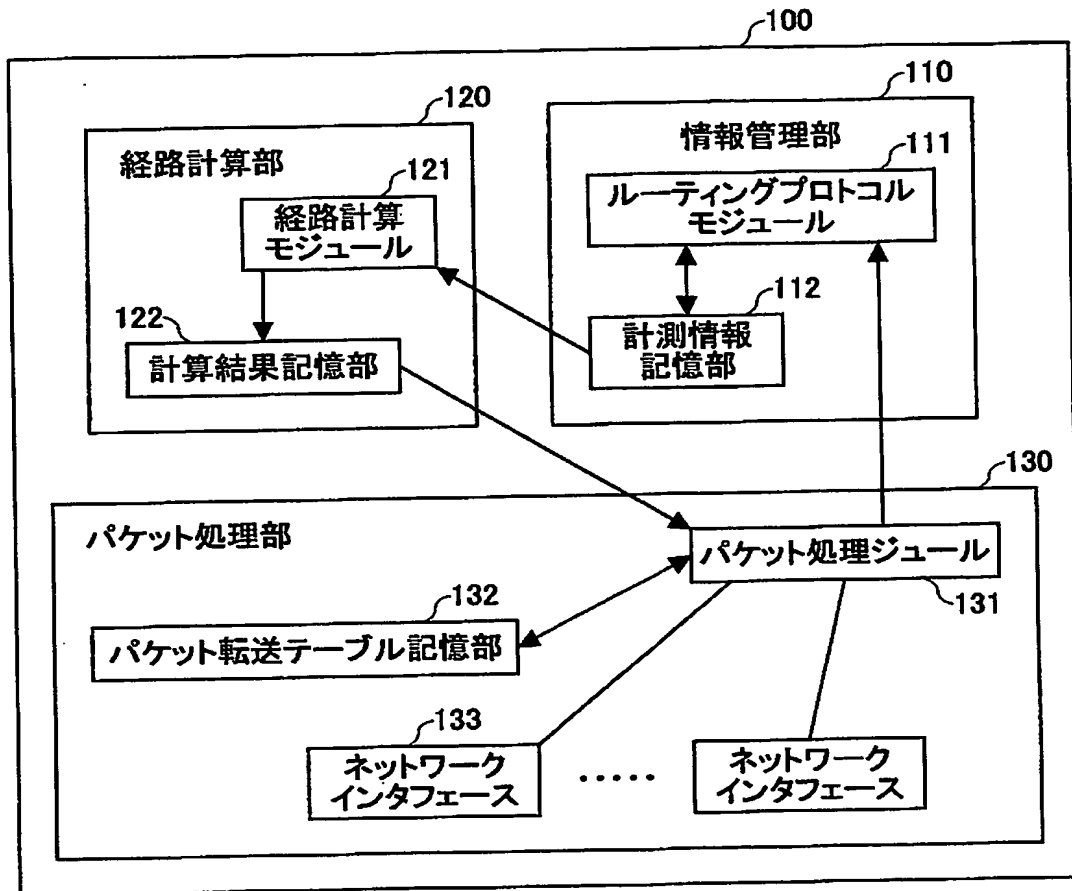 100
120
110
経路計算部
情報管理部
121
111
経路計算
モジュール
ルーティングプロトコル
モジュール
122
112
計算結果記憶部
計測情報
記憶部
130
パケット処理部
パケット処理ジュール
131
132
パケット転送テーブル記憶部
133
ネットワーク
インタフェース
.....
ネットワーク
インタフェース